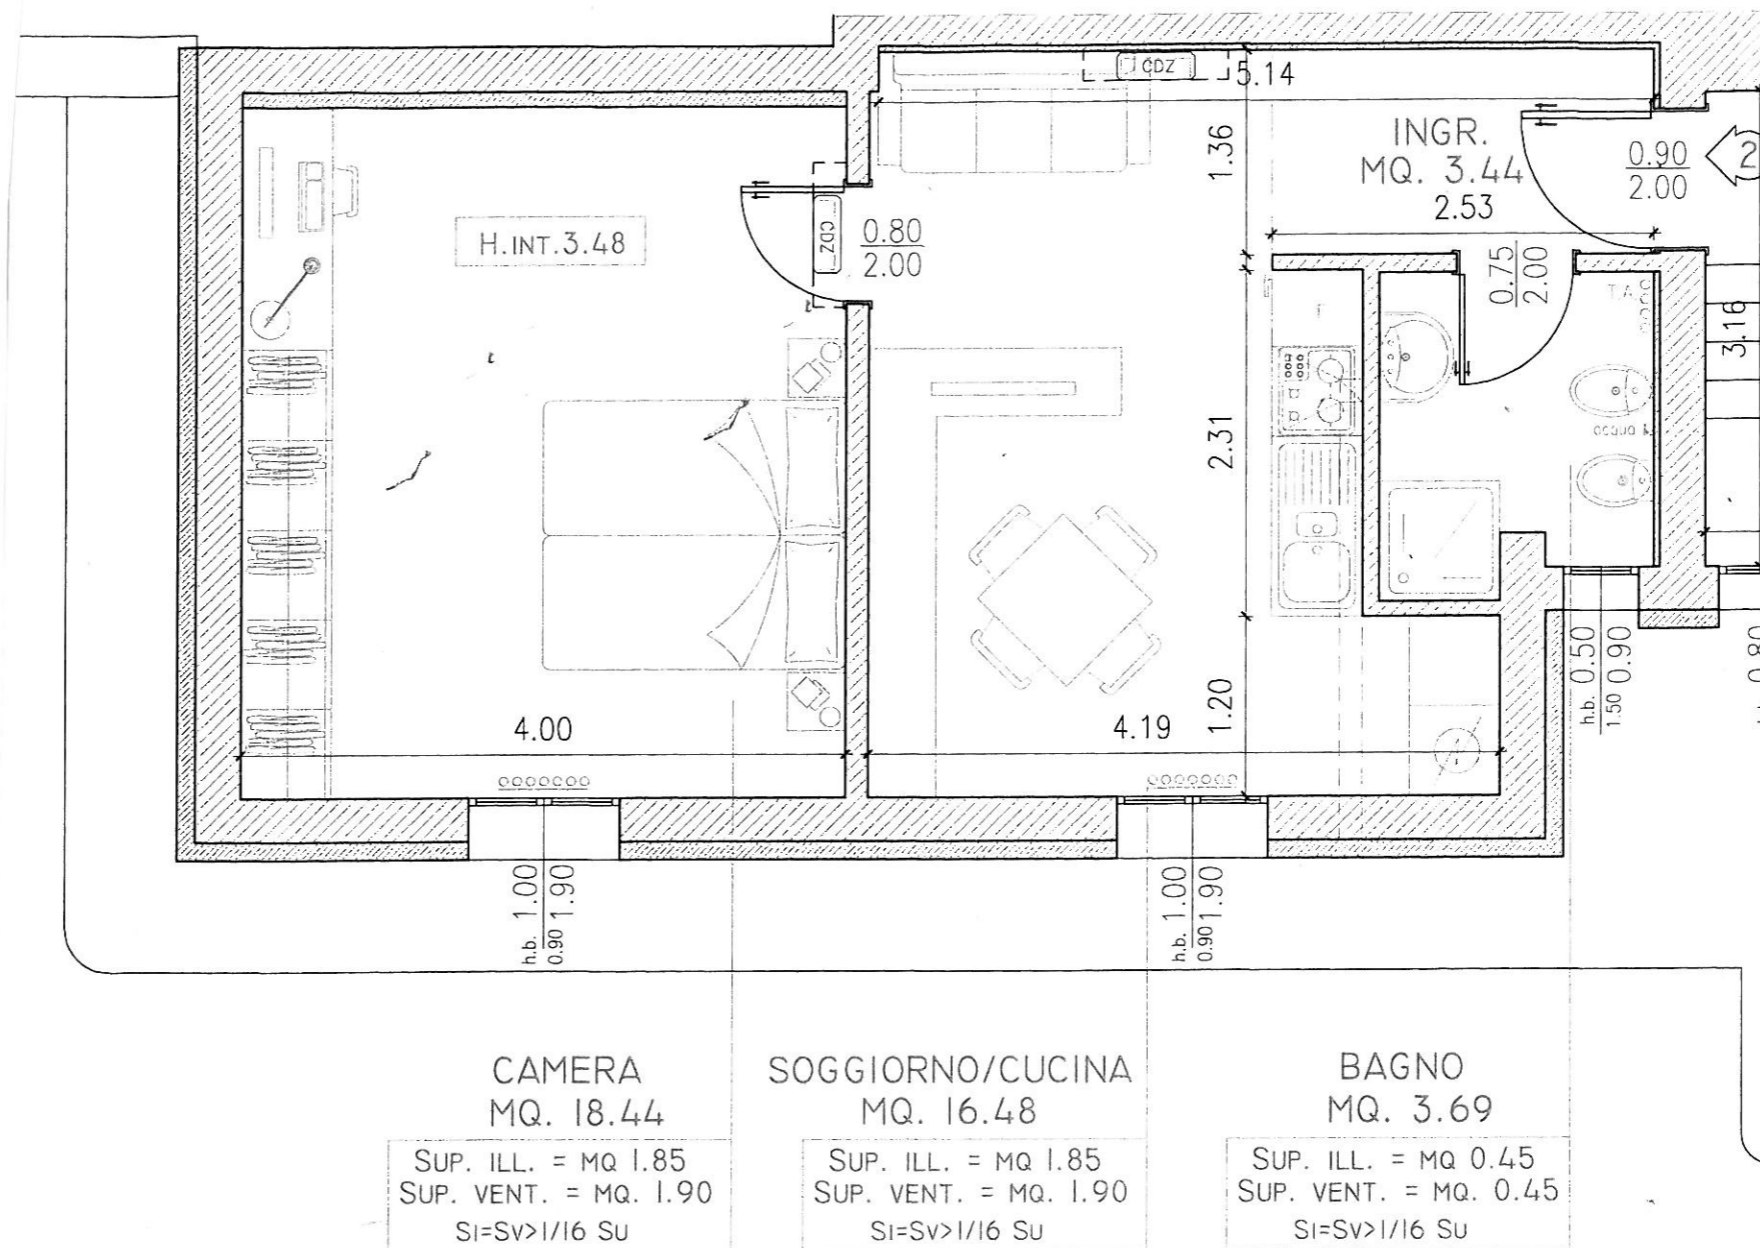 CDZ
5.14
INGR.
MQ. 3.44
2.53
0.90
2.00
2
1.36
H.INT.3.48
CDZ
0.80
2.00
0.75
2.00
T.A.
3.16
2.31
1.20
4.00
4.19
h.b. 1.00
0.90 1.90
h.b. 1.00
0.90 1.90
h.b. 0.50
1.50 0.90
0.80
CAMERA
MQ. 18.44
SUP. ILL. = MQ 1.85
SUP. VENT. = MQ. 1.90
SI=SV>1/16 SU
SOGGIORNO/CUCINA
MQ. 16.48
SUP. ILL. = MQ 1.85
SUP. VENT. = MQ. 1.90
SI=SV>1/16 SU
BAGNO
MQ. 3.69
SUP. ILL. = MQ 0.45
SUP. VENT. = MQ. 0.45
SI=SV>1/16 SU